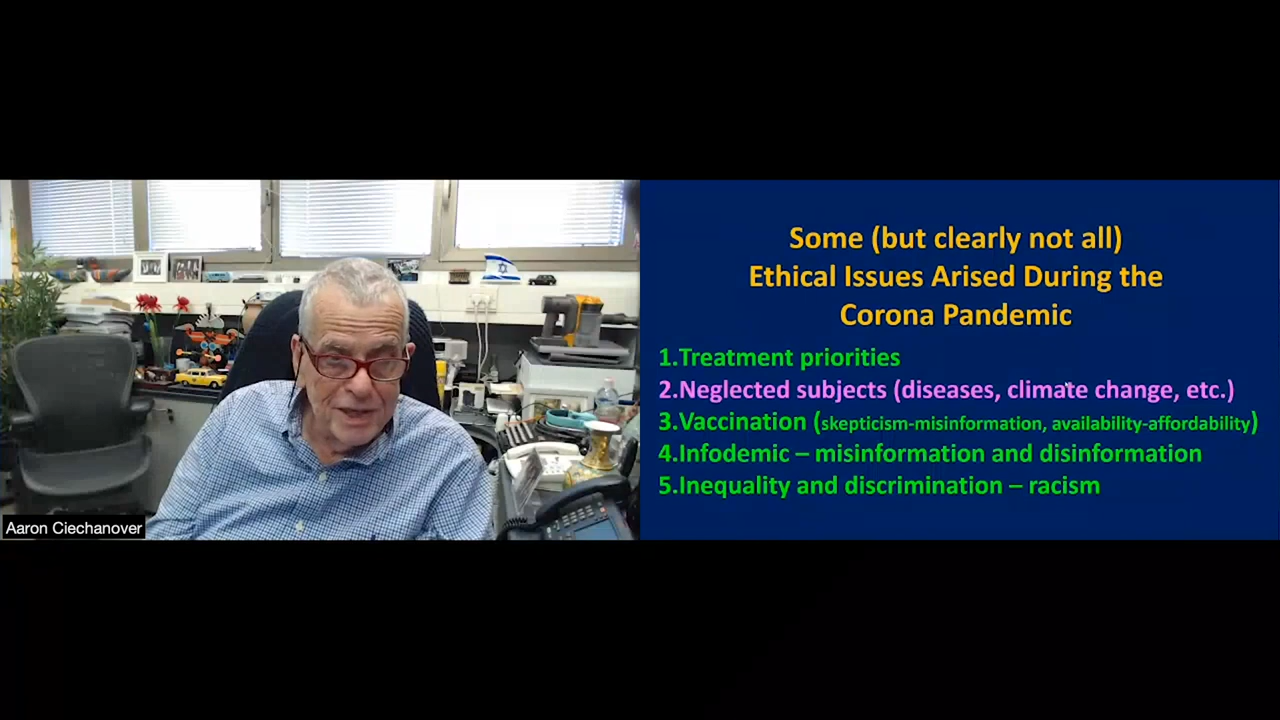 Some (but clearly not all)
Ethical Issues Arised During the
Corona Pandemic
1.Treatment priorities
2.Neglected subjects (diseases, climate change, etc.)
3.Vaccination (skepticism-misinformation, availability-affordability)
4.Infodemic – misinformation and disinformation
5.Inequality and discrimination – racism
Aaron Ciechanover